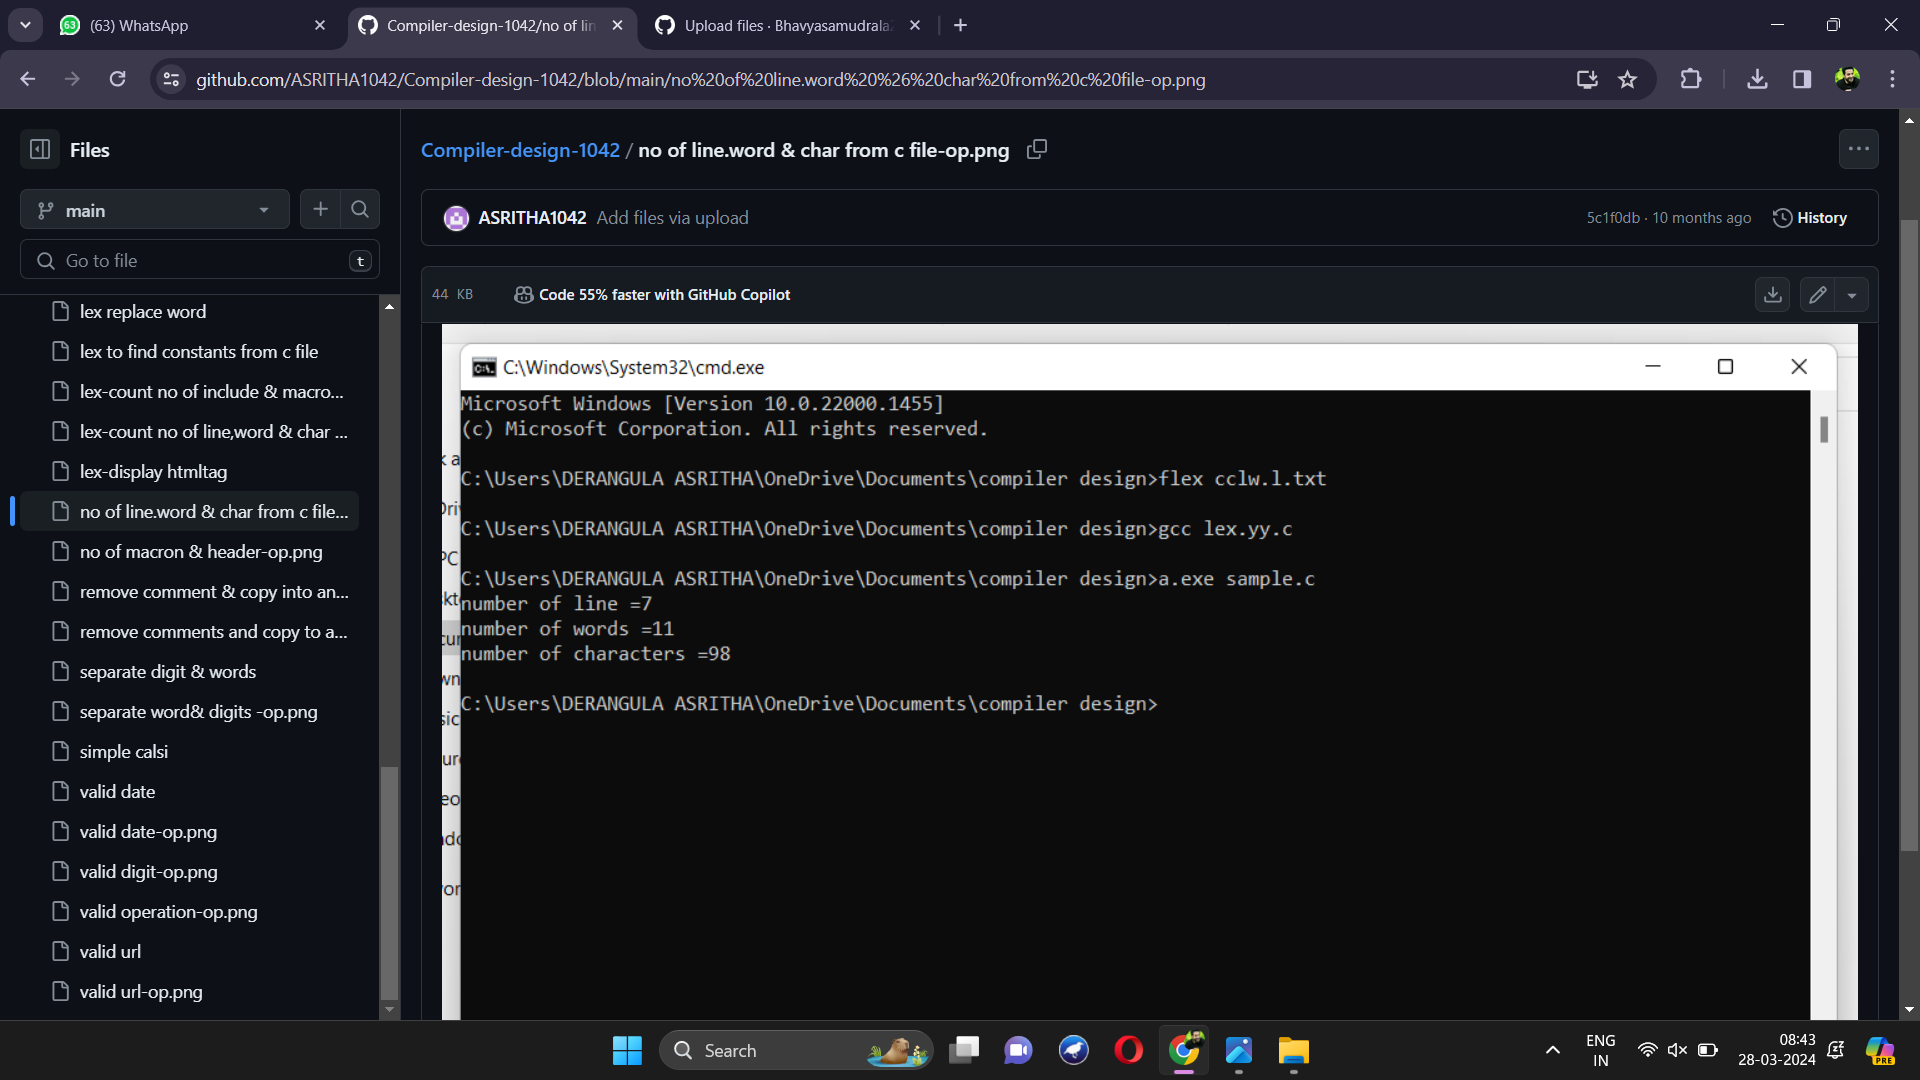 (63) WhatsApp
Compiler-design-1042/no of lin
Upload files · Bhavyasamudrala
github.com/ASRITHA1042/Compiler-design-1042/blob/main/no%20of%20line.word%20%26%20char%20from%20c%20file-op.png
Files
main
Go to file
t
lex replace word
lex to find constants from c file
lex-count no of include & macro...
lex-count no of line,word & char ...
lex-display htmltag
no of line.word & char from c file...
no of macron & header-op.png
remove comment & copy into an...
remove comments and copy to a...
separate digit & words
separate word& digits -op.png
simple calsi
valid date
valid date-op.png
valid digit-op.png
valid operation-op.png
valid url
valid url-op.png
Compiler-design-1042 / no of line.word & char from c file-op.png
ASRITHA1042 Add files via upload
5c1f0db · 10 months ago
History
44 KB
Code 55% faster with GitHub Copilot
C:\Windows\System32\cmd.exe
Microsoft Windows [Version 10.0.22000.1455]
(c) Microsoft Corporation. All rights reserved.
C:\Users\DERANGULA ASRITHA\OneDrive\Documents\compiler design>flex cclw.l.txt
C:\Users\DERANGULA ASRITHA\OneDrive\Documents\compiler design>gcc lex.yy.c
C:\Users\DERANGULA ASRITHA\OneDrive\Documents\compiler design>a.exe sample.c
number of line =7
number of words =11
number of characters =98
C:\Users\DERANGULA ASRITHA\OneDrive\Documents\compiler design>
Search
ENG
IN
08:43
28-03-2024
PRE